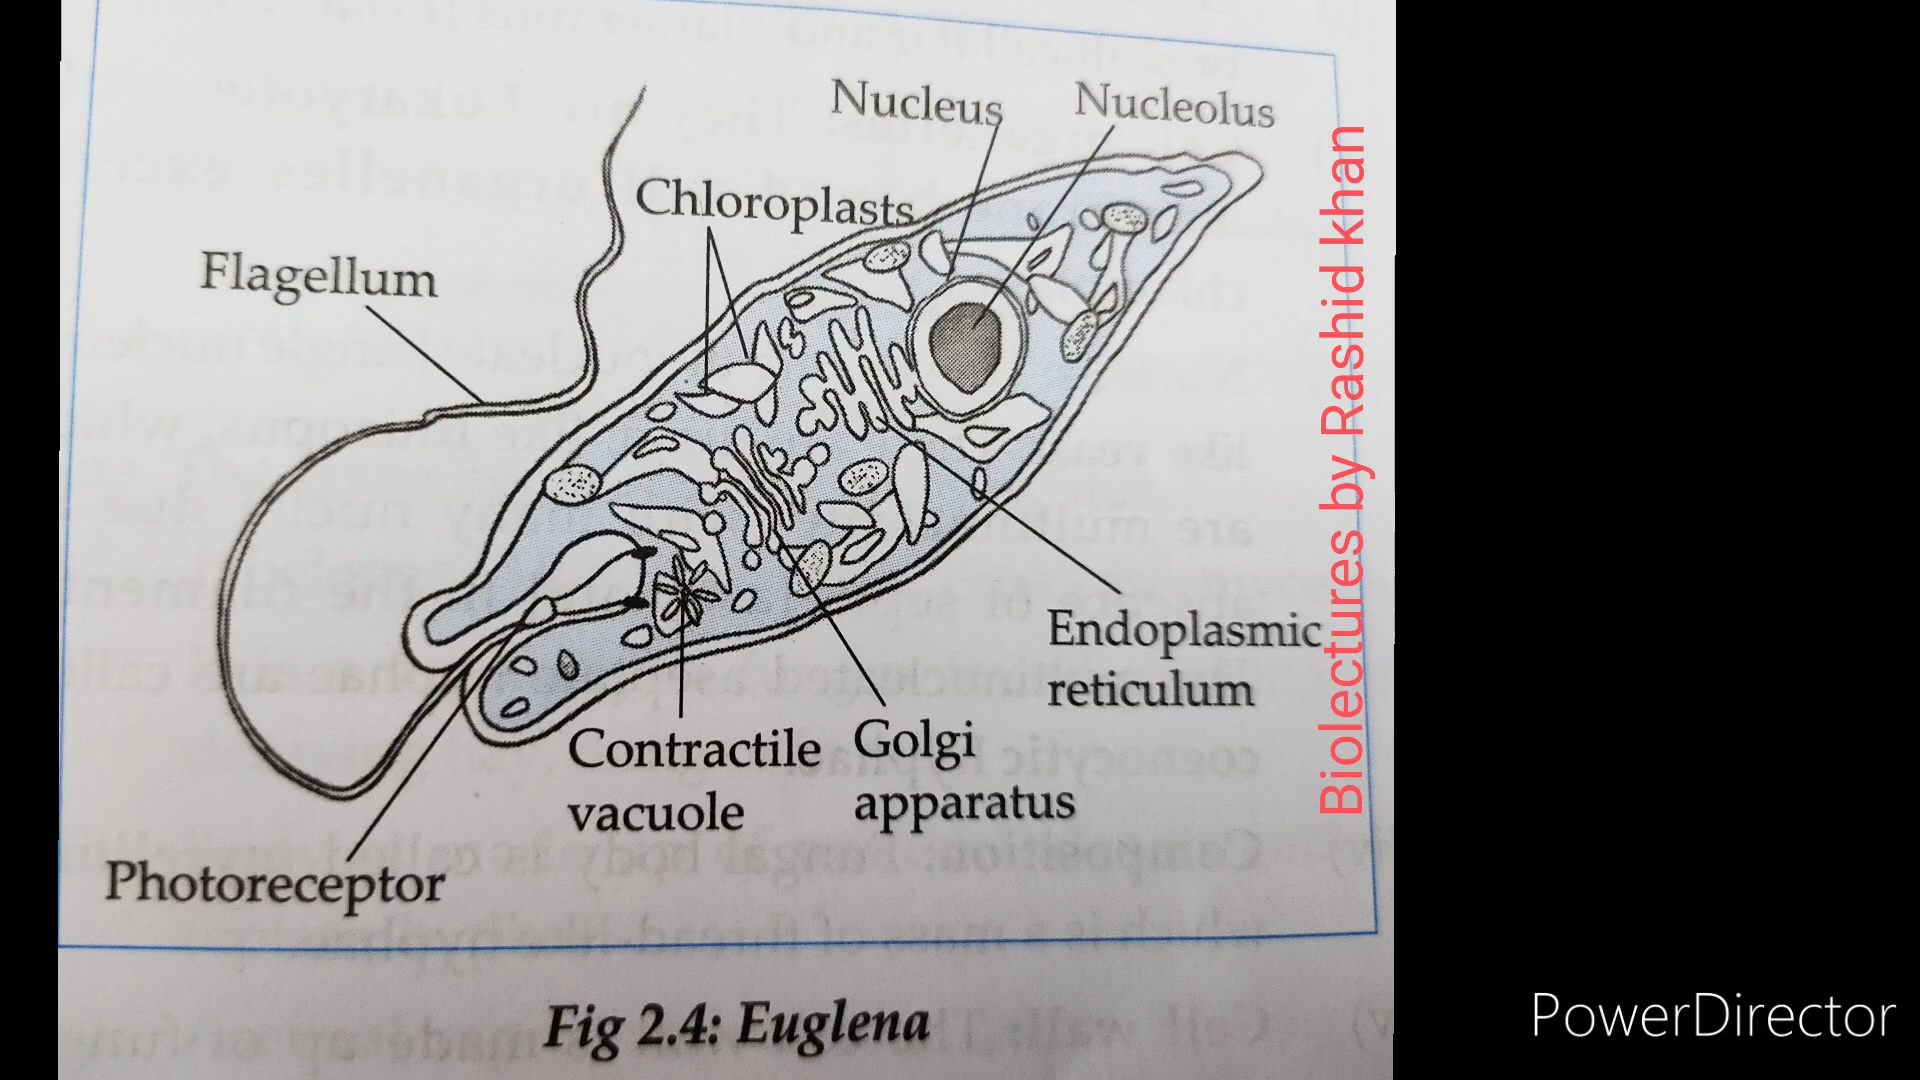 Nucleus
Nucleolus
Chloroplasts
Flagellum
Endoplasmic
reticulum
Contractile
vacuole
Golgi
apparatus
Photoreceptor
Fig 2.4: Euglena
Biolectures by Rashid khan
PowerDirector